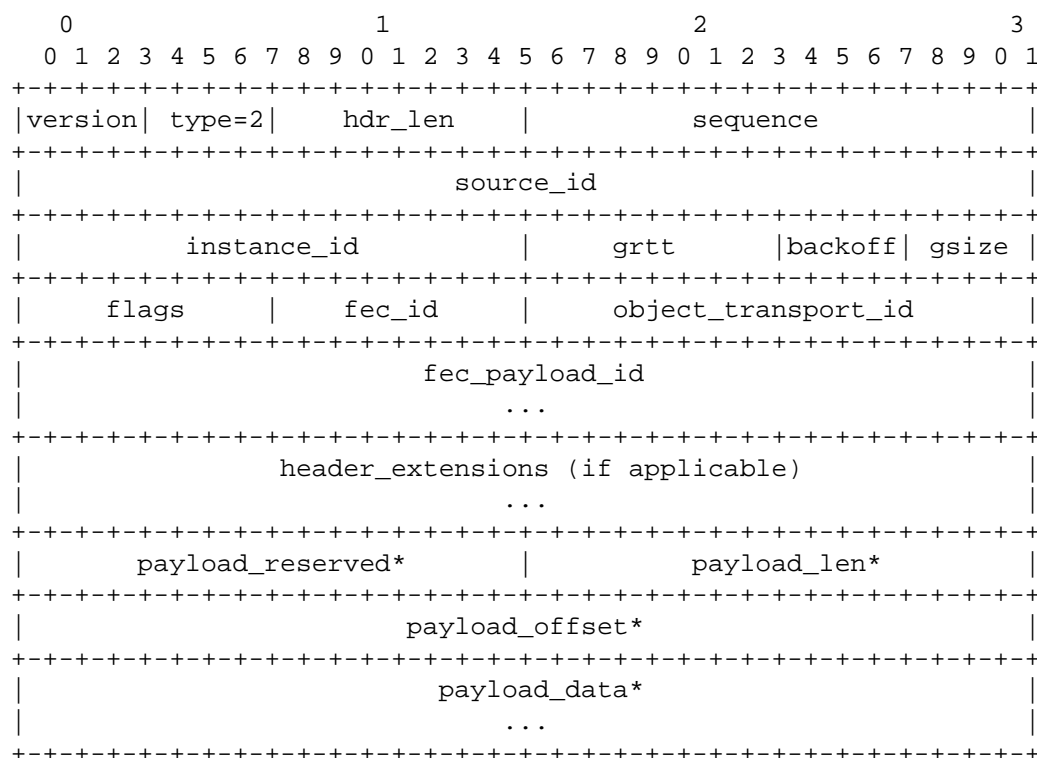 0                   1                   2                   3
0 1 2 3 4 5 6 7 8 9 0 1 2 3 4 5 6 7 8 9 0 1 2 3 4 5 6 7 8 9 0 1
+-+-+-+-+-+-+-+-+-+-+-+-+-+-+-+-+-+-+-+-+-+-+-+-+-+-+-+-+-+-+-+-+
|version| type=2|    hdr_len    |          sequence             |
+-+-+-+-+-+-+-+-+-+-+-+-+-+-+-+-+-+-+-+-+-+-+-+-+-+-+-+-+-+-+-+-+
|                           source_id                           |
+-+-+-+-+-+-+-+-+-+-+-+-+-+-+-+-+-+-+-+-+-+-+-+-+-+-+-+-+-+-+-+-+
|          instance_id          |     grtt      |backoff| gsize |
+-+-+-+-+-+-+-+-+-+-+-+-+-+-+-+-+-+-+-+-+-+-+-+-+-+-+-+-+-+-+-+-+
|     flags     |    fec_id     |     object_transport_id       |
+-+-+-+-+-+-+-+-+-+-+-+-+-+-+-+-+-+-+-+-+-+-+-+-+-+-+-+-+-+-+-+-+
|                         fec_payload_id                        |
|                              ...                              |
+-+-+-+-+-+-+-+-+-+-+-+-+-+-+-+-+-+-+-+-+-+-+-+-+-+-+-+-+-+-+-+-+
|                header_extensions (if applicable)              |
|                              ...                              |
+-+-+-+-+-+-+-+-+-+-+-+-+-+-+-+-+-+-+-+-+-+-+-+-+-+-+-+-+-+-+-+-+
|       payload_reserved*       |          payload_len*         |
+-+-+-+-+-+-+-+-+-+-+-+-+-+-+-+-+-+-+-+-+-+-+-+-+-+-+-+-+-+-+-+-+
|                        payload_offset*                        |
+-+-+-+-+-+-+-+-+-+-+-+-+-+-+-+-+-+-+-+-+-+-+-+-+-+-+-+-+-+-+-+-+
|                          payload_data*                        |
|                              ...                              |
+-+-+-+-+-+-+-+-+-+-+-+-+-+-+-+-+-+-+-+-+-+-+-+-+-+-+-+-+-+-+-+-+